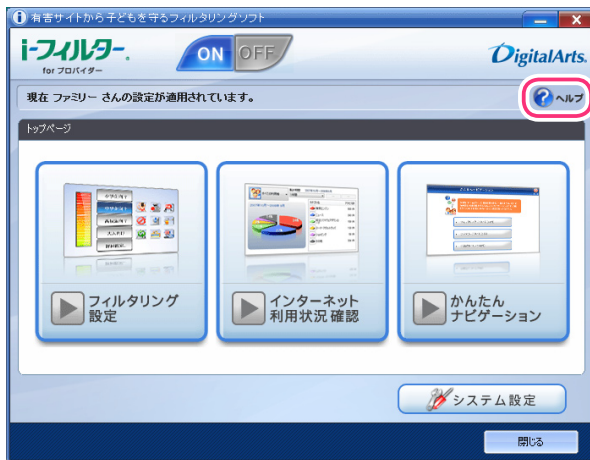 有害サイトから子どもを守るフィルタリングソフト
i-フィルター.
for プロバイダー
ON OFF
DigitalArts.
現在 ファミリー さんの設定が適用されています。
ヘルプ
トップページ
フィルタリング
設定
インターネット
利用状況 確認
かんたん
ナビゲーション
システム設定
閉じる